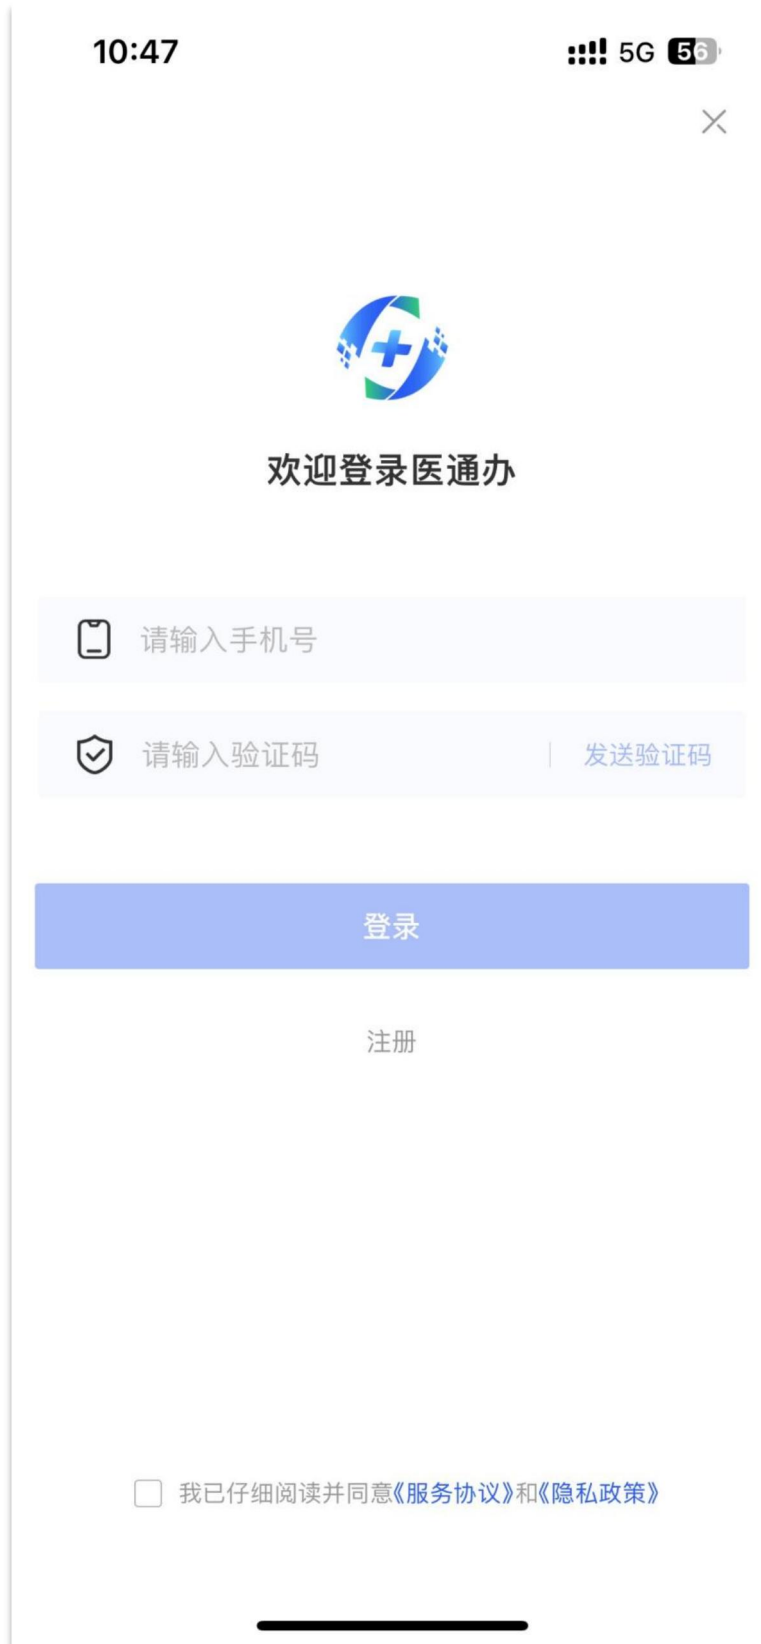 10:47 5G 56
欢迎登录医通办
请输入手机号
请输入验证码 发送验证码
登录
注册
我已仔细阅读并同意《服务协议》和《隐私政策》